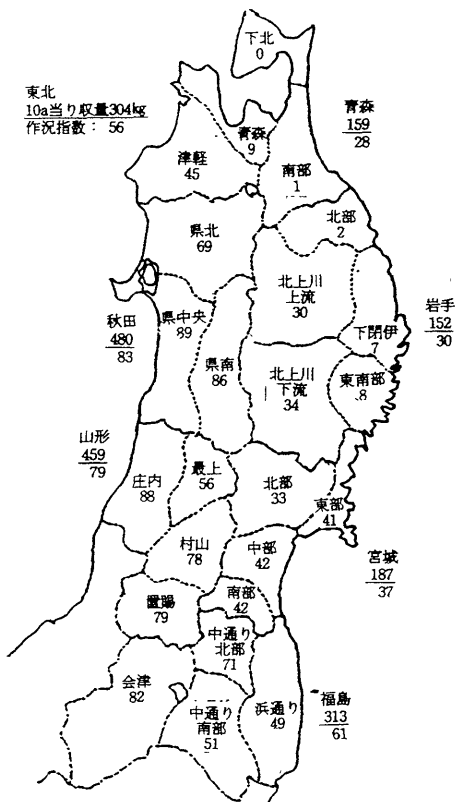 下北
0
東北
10a当り収量304kg
作況指数： 56
青森
159
28
青森
9
津軽
45
南部
1
北部
2
県北
69
北上川
上流
30
岩手
152
30
秋田
480
83
県中央
89
下閉伊
7
県南
86
北上川
下流
34
東南部
8
山形
459
79
最上
56
庄内
88
北部
33
東部
41
村山
78
中部
42
宮城
187
37
置賜
79
南部
42
中通り
北部
71
会津
82
中通り
南部
51
浜通り
49
福島
313
61